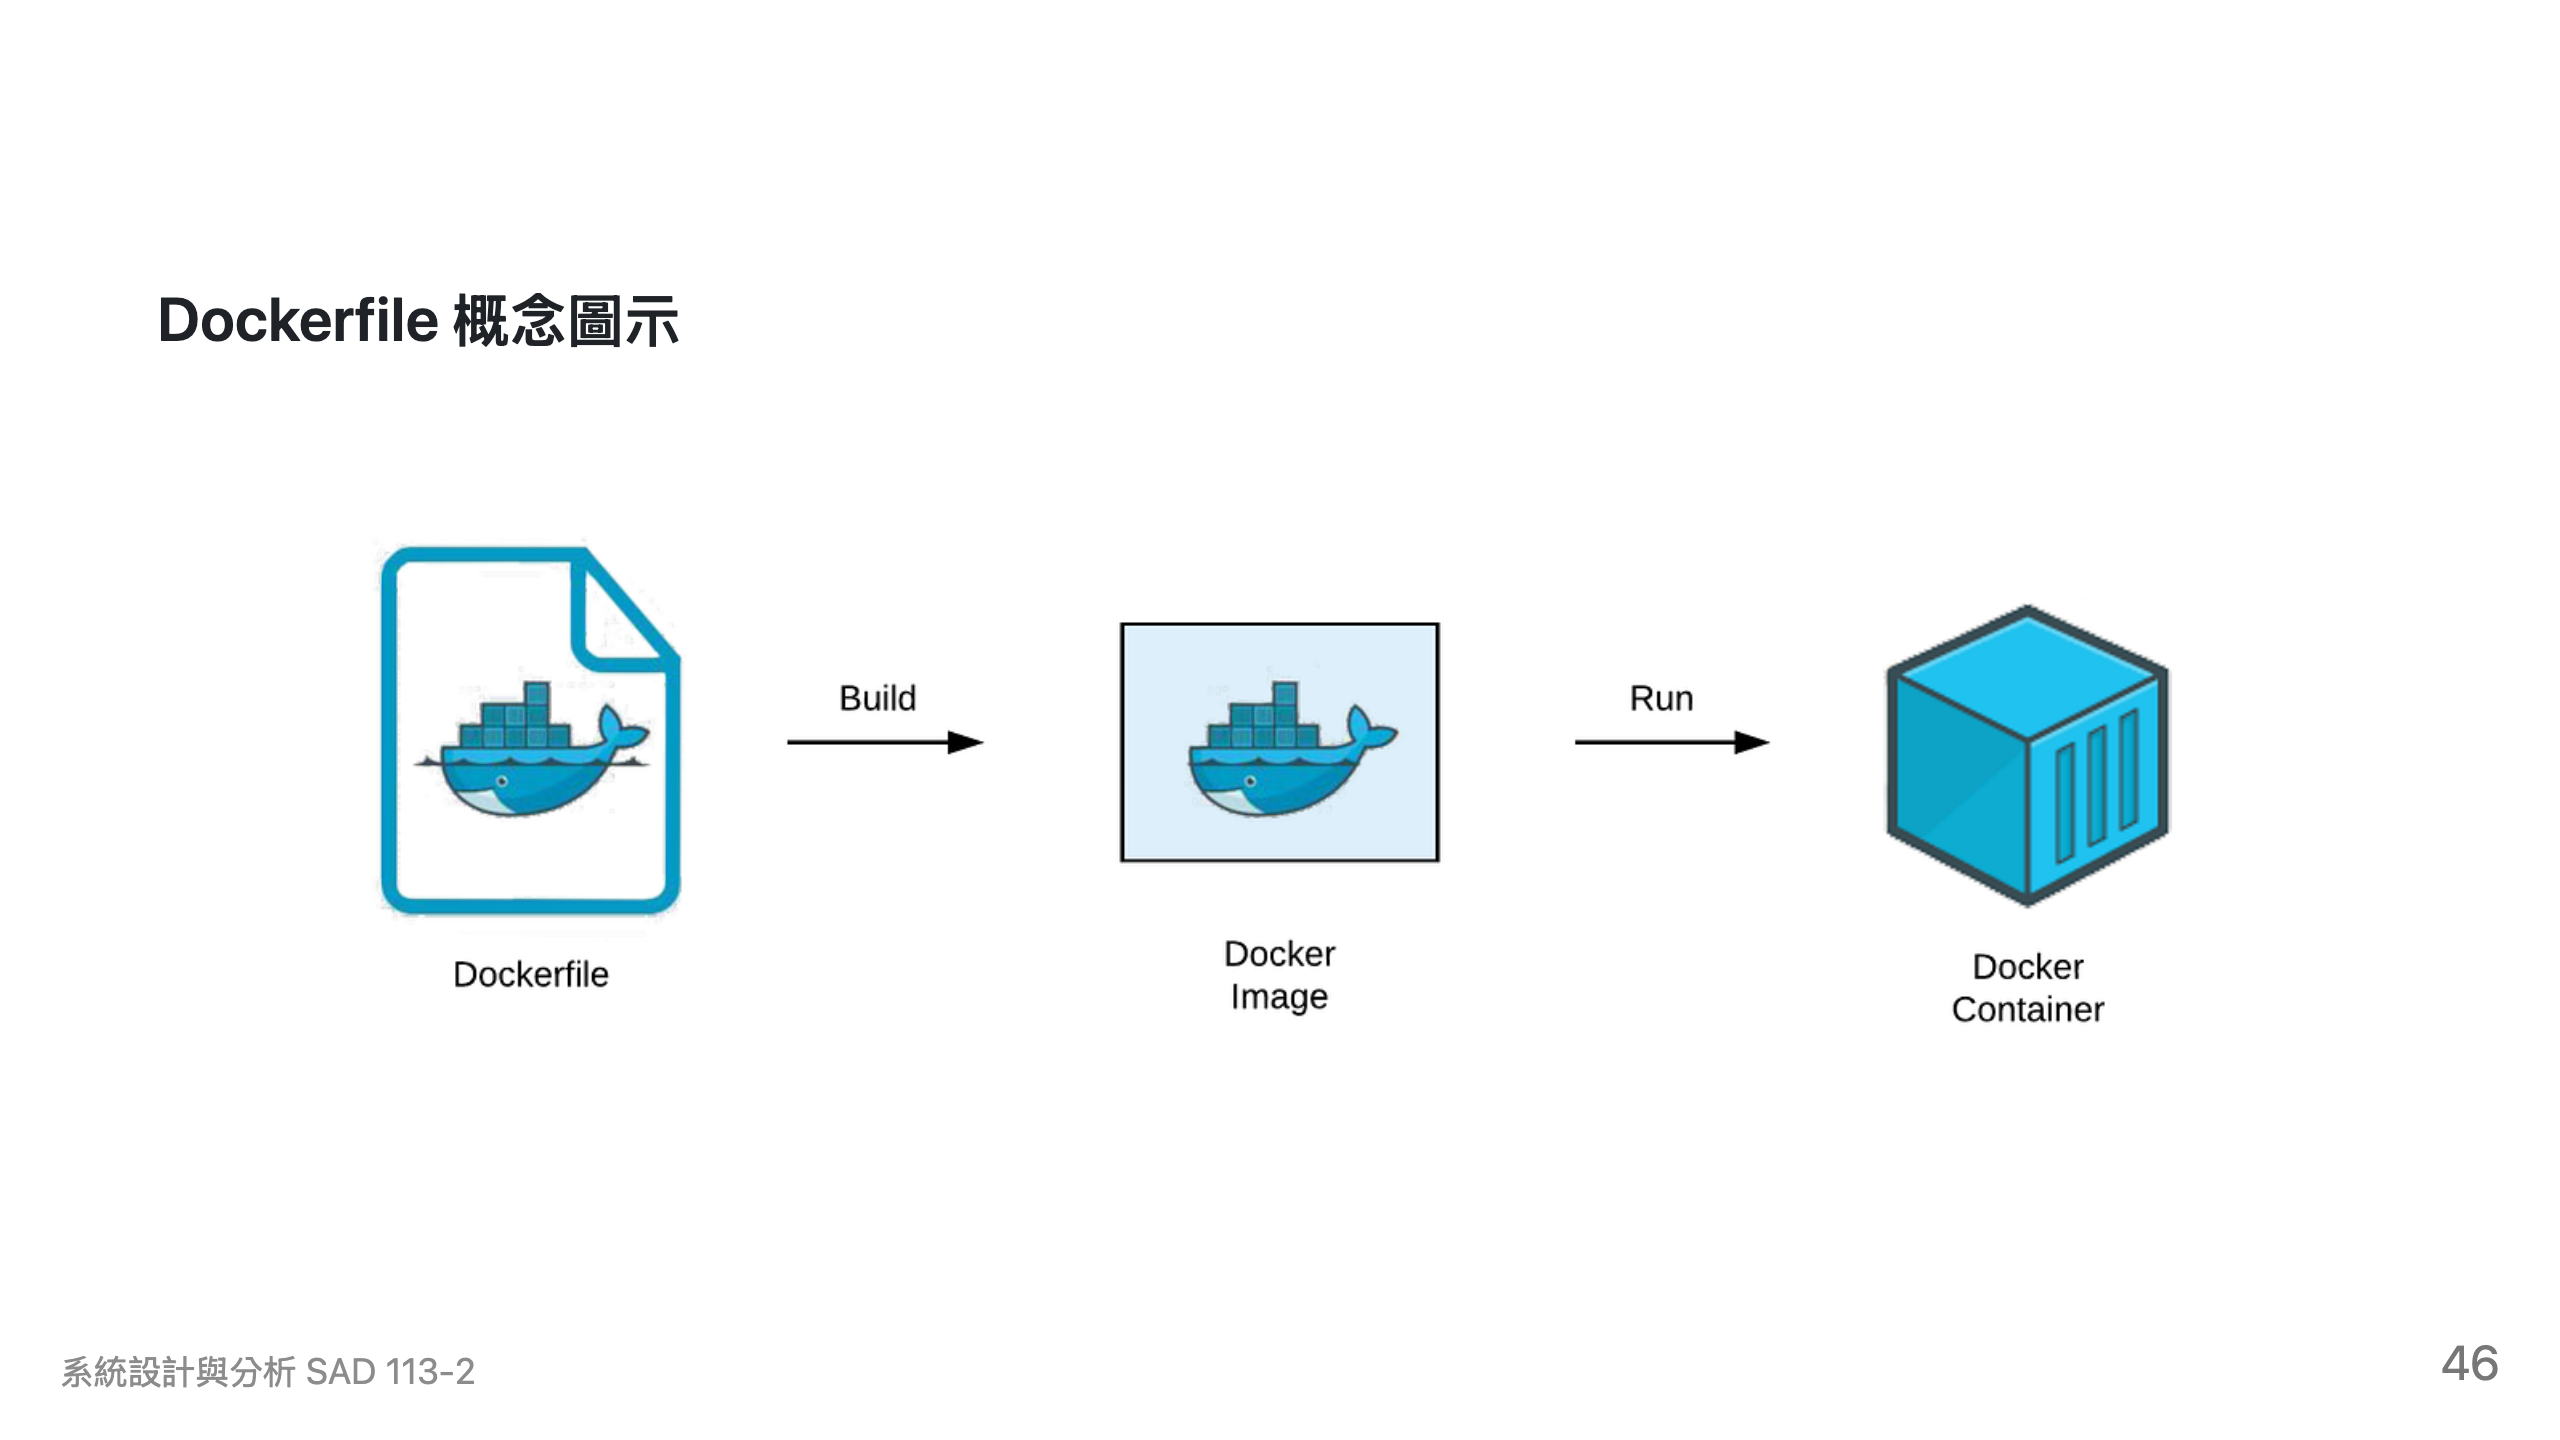 Dockerfile 概念圖示
Build
Run
Dockerfile
Docker
Image
Docker
Container
系統設計與分析 SAD 113-2
46